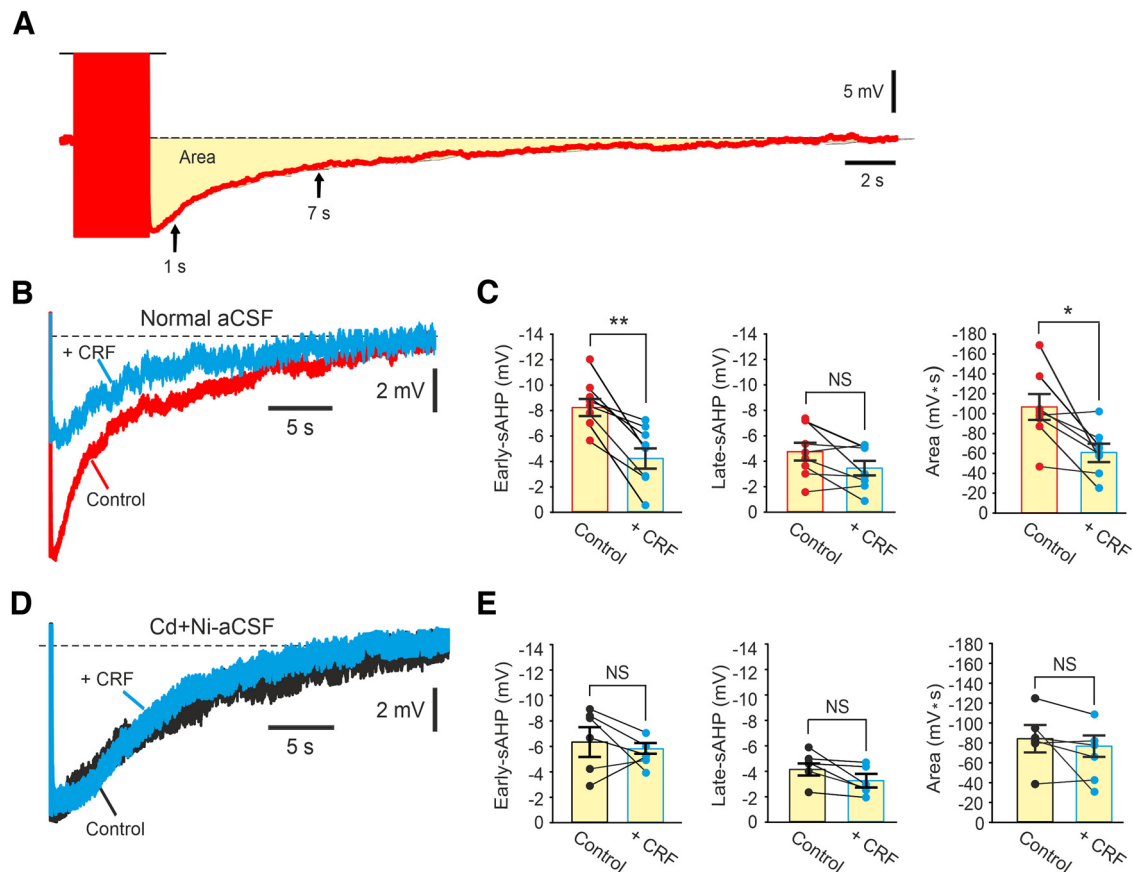 A
5 mV
Area
2 s
7 s
1 s
B
Normal aCSF
+ CRF
2 mV
5 s
Control
C
Early-sAHP (mV)
-14
-12
-10
-8
-6
-4
-2
0
**
Control
+ CRF
Late-sAHP (mV)
-14
-12
-10
-8
-6
-4
-2
0
NS
Control
+ CRF
Area (mV*s)
-180
-160
-140
-120
-100
-80
-60
-40
-20
0
*
Control
+ CRF
D
Cd+Ni-aCSF
+ CRF
2 mV
5 s
Control
E
Early-sAHP (mV)
-14
-12
-10
-8
-6
-4
-2
0
NS
Control
+ CRF
Late-sAHP (mV)
-14
-12
-10
-8
-6
-4
-2
0
NS
Control
+ CRF
Area (mV*s)
-180
-160
-140
-120
-100
-80
-60
-40
-20
0
NS
Control
+ CRF